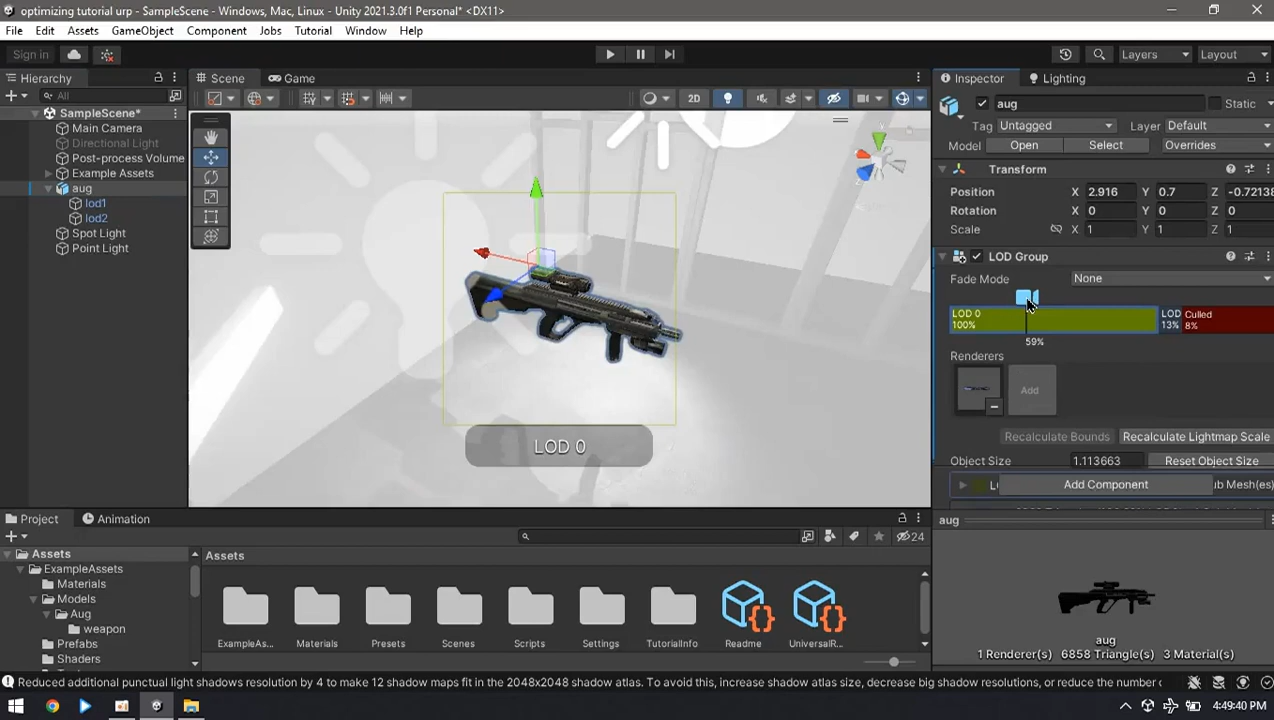 optimizing tutorial urp - SampleScene - Windows, Mac, Linux - Unity 2021.3.0f1 Personal* <DX11>
File Edit Assets GameObject Component Jobs Tutorial Window Help
Sign in Layers Layout
Hierarchy
All
SampleScene*
Main Camera
Directional Light
Post-process Volume
Example Assets
aug
lod1
lod2
Spot Light
Point Light
Scene Game
2D
y
LOD 0
Inspector Lighting
aug Static
Tag Untagged Layer Default
Model Open Select Overrides
Transform
Position X 2.916 Y 0.7 Z -0.72138
Rotation X 0 Y 0 Z 0
Scale X 1 Y 1 Z 1
LOD Group
Fade Mode None
LOD 0 LOD Culled
100% 13% 8%
59%
Renderers
Add
Recalculate Bounds Recalculate Lightmap Scale
Object Size 1.113663 Reset Object Size
Add Component ub Mesh(es)
Project Animation
24
Assets
ExampleAssets
Materials
Models
Aug
weapon
Prefabs
Shaders
Assets
ExampleAs... Materials Presets Scenes Scripts Settings TutorialInfo Readme UniversalR...
aug
aug
1 Renderer(s) 6858 Triangle(s) 3 Material(s)
Reduced additional punctual light shadows resolution by 4 to make 12 shadow maps fit in the 2048x2048 shadow atlas. To avoid this, increase shadow atlas size, decrease big shadow resolutions, or reduce the number
4:49:40 PM